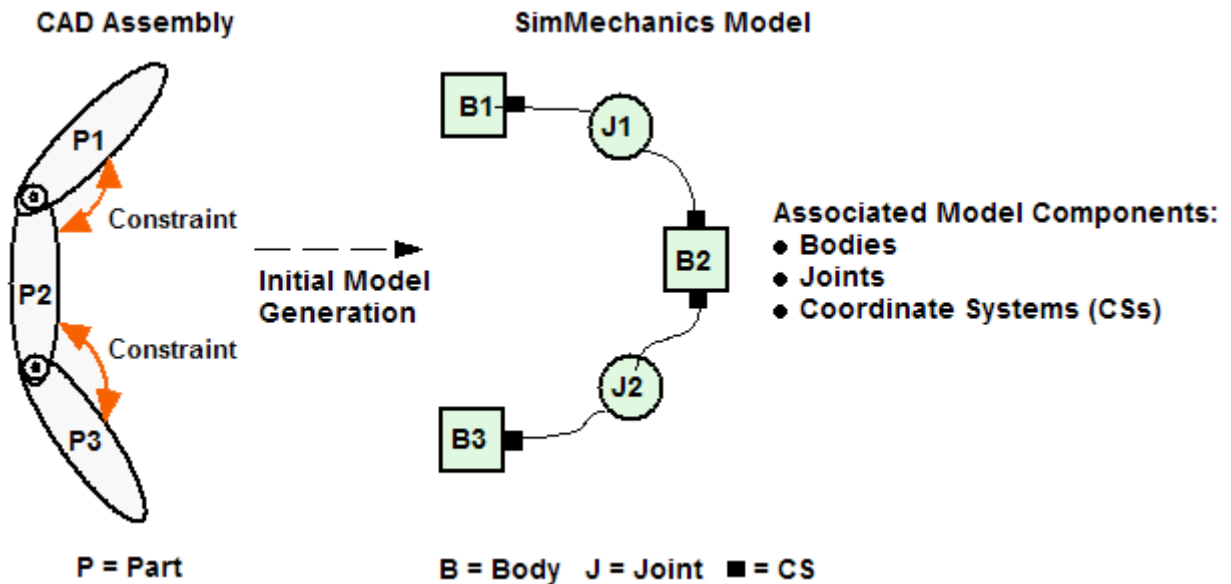 CAD Assembly
SimMechanics Model
P1
Constraint
P2
Constraint
P3
Initial Model
Generation
B1
J1
B2
J2
B3
Associated Model Components:
● Bodies
● Joints
● Coordinate Systems (CSs)
P = Part
B = Body J = Joint ■ = CS